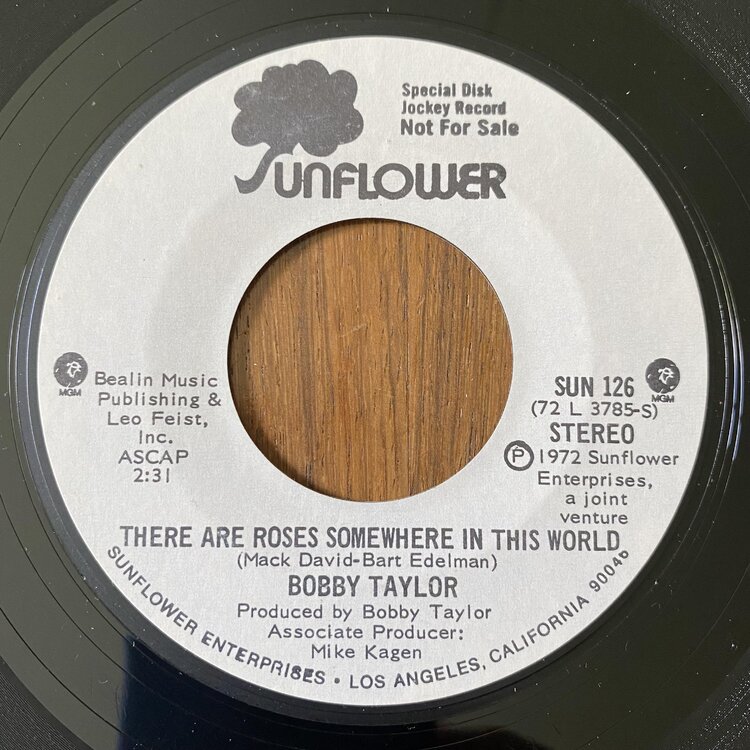 Special Disk
Jockey Record
Not For Sale
SUNFLOWER
MGM
Bealin Music
Publishing &
Leo Feist,
Inc.
ASCAP
2:31
SUN 126
MGM
(72 L 3785-S)
STEREO
Ⓟ 1972 Sunflower
Enterprises,
a joint
venture
THERE ARE ROSES SOMEWHERE IN THIS WORLD
(Mack David-Bart Edelman)
BOBBY TAYLOR
Produced by Bobby Taylor
Associate Producer:
Mike Kagen
SUNFLOWER ENTERPRISES • LOS ANGELES, CALIFORNIA 90046